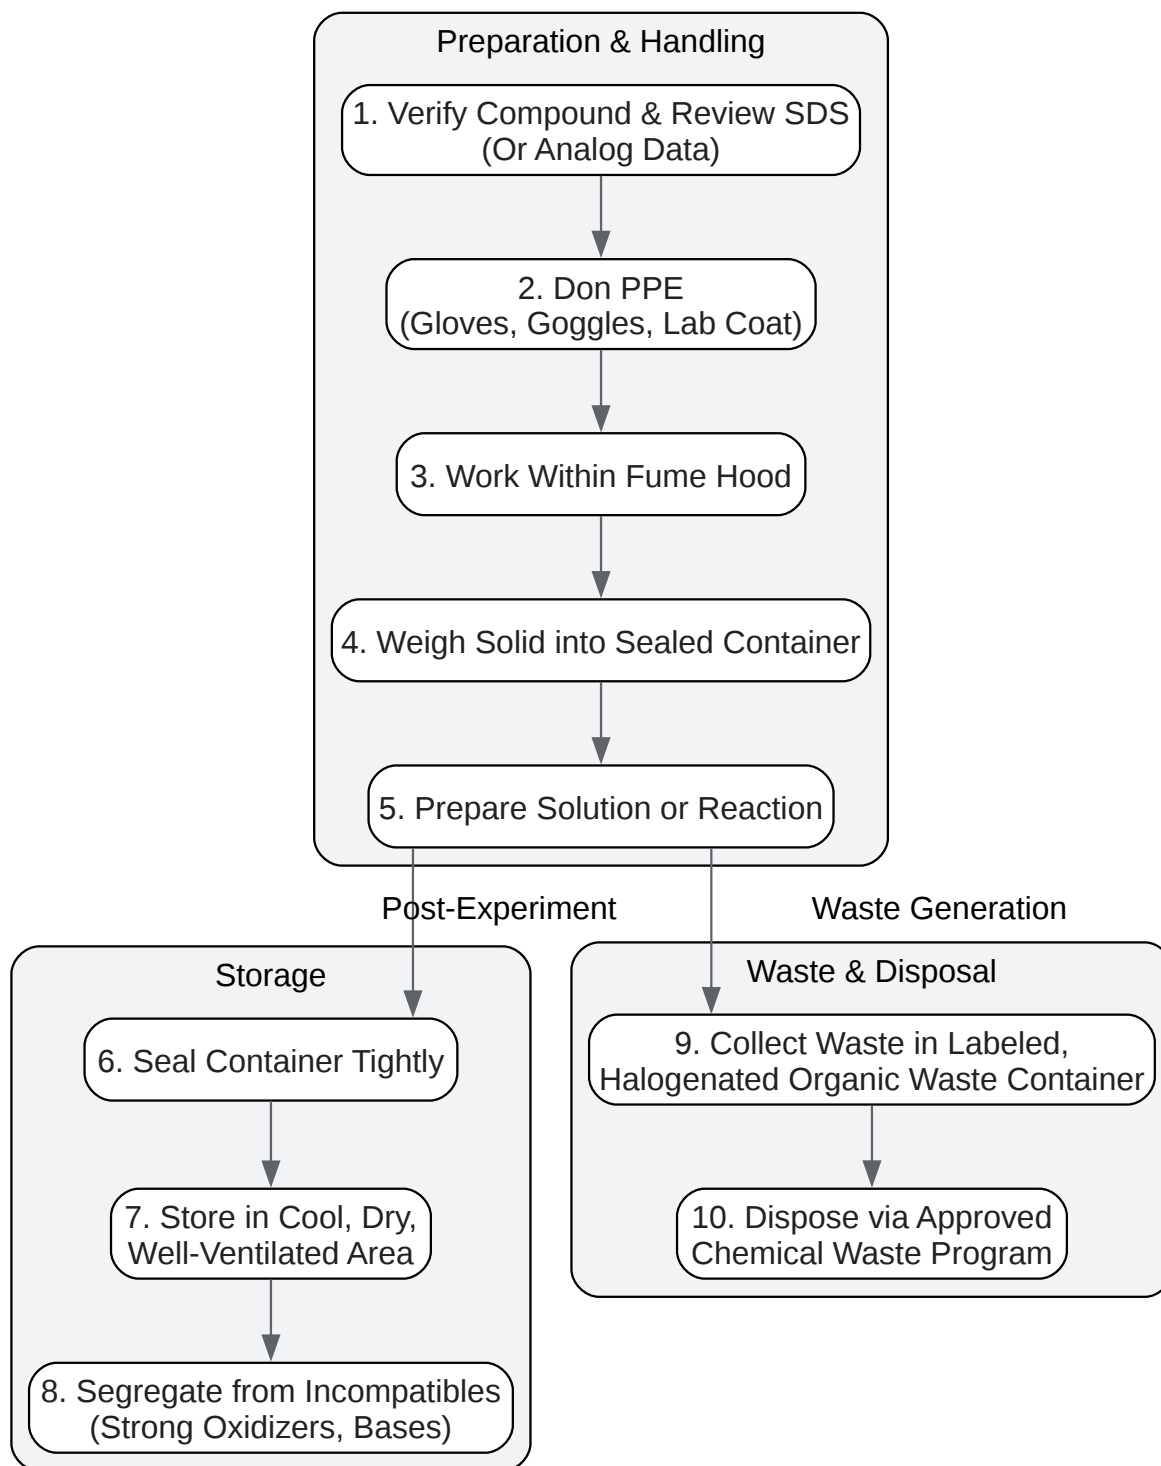 Preparation & Handling
1. Verify Compound & Review SDS
(Or Analog Data)
2. Don PPE
(Gloves, Goggles, Lab Coat)
3. Work Within Fume Hood
4. Weigh Solid into Sealed Container
5. Prepare Solution or Reaction
Post-Experiment
Waste Generation
Storage
6. Seal Container Tightly
7. Store in Cool, Dry,
Well-Ventilated Area
8. Segregate from Incompatibles
(Strong Oxidizers, Bases)
Waste & Disposal
9. Collect Waste in Labeled,
Halogenated Organic Waste Container
10. Dispose via Approved
Chemical Waste Program